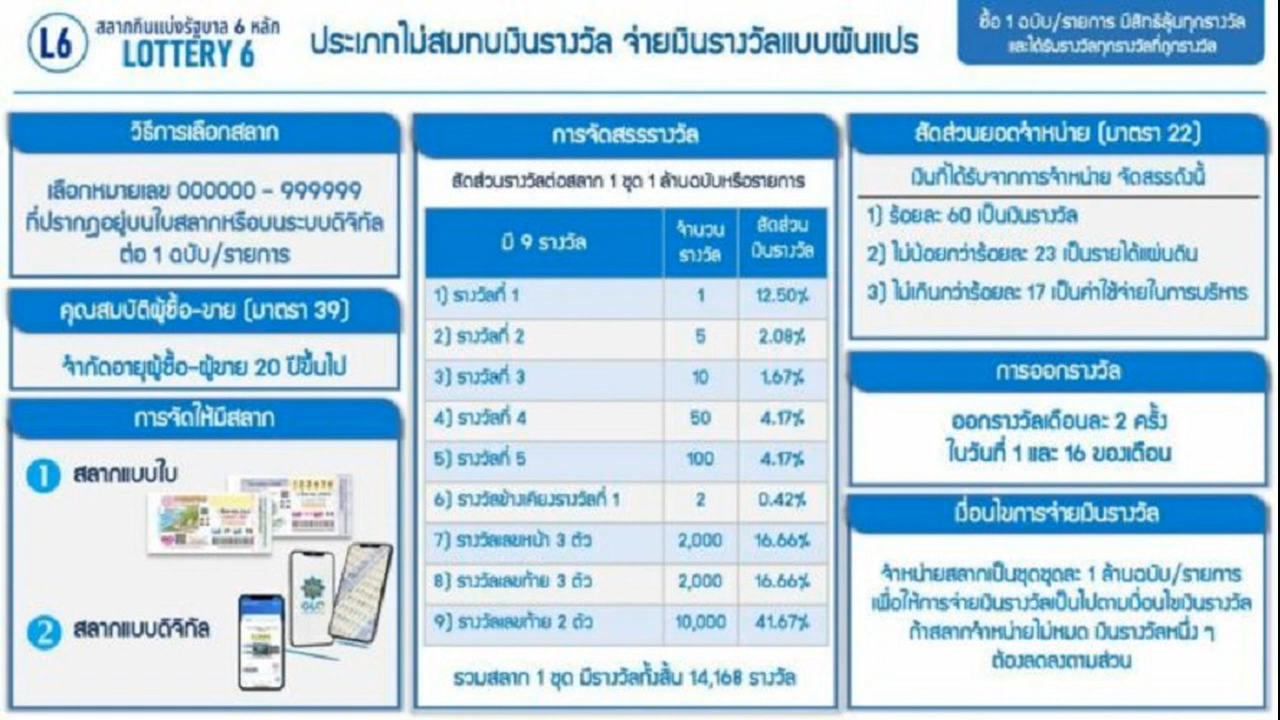 L6
สลากกินแบ่งรัฐบาล 6 หลัก
LOTTERY 6
ประเภทไม่สมทบเงินรางวัล จ่ายเงินรางวัลแบบผันแปร
ซื้อ 1 ฉบับ/รายการ มีสิทธิลุ้นทุกรางวัล
และได้รับรางวัลทุกรางวัลที่ถูกรางวัล
วิธีการเลือกสลาก
เลือกหมายเลข 000000 - 999999
ที่ปรากฏอยู่บนใบสลากหรือบนระบบดิจิทัล
ต่อ 1 ฉบับ/รายการ
คุณสมบัติผู้ซื้อ-ขาย (มาตรา 39)
จำกัดอายุผู้ซื้อ-ผู้ขาย 20 ปีขึ้นไป
การจัดให้มีสลาก
1 สลากแบบใบ
2 สลากแบบดิจิทัล
GLO
การจัดสรรรางวัล
สัดส่วนรางวัลต่อสลาก 1 ชุด 1 ล้านฉบับหรือรายการ
มี 9 รางวัล จำนวนรางวัล สัดส่วนเงินรางวัล
1) รางวัลที่ 1 1 12.50%
2) รางวัลที่ 2 5 2.08%
3) รางวัลที่ 3 10 1.67%
4) รางวัลที่ 4 50 4.17%
5) รางวัลที่ 5 100 4.17%
6) รางวัลข้างเคียงรางวัลที่ 1 2 0.42%
7) รางวัลเลขหน้า 3 ตัว 2,000 16.66%
8) รางวัลเลขท้าย 3 ตัว 2,000 16.66%
9) รางวัลเลขท้าย 2 ตัว 10,000 41.67%
รวมสลาก 1 ชุด มีรางวัลทั้งสิ้น 14,168 รางวัล
สัดส่วนยอดจำหน่าย (มาตรา 22)
เงินที่ได้รับจากการจำหน่าย จัดสรรดังนี้
1) ร้อยละ 60 เป็นเงินรางวัล
2) ไม่น้อยกว่าร้อยละ 23 เป็นรายได้แผ่นดิน
3) ไม่เกินกว่าร้อยละ 17 เป็นค่าใช้จ่ายในการบริหาร
การออกรางวัล
ออกรางวัลเดือนละ 2 ครั้ง
ในวันที่ 1 และ 16 ของเดือน
เงื่อนไขการจ่ายเงินรางวัล
จำหน่ายสลากเป็นชุดชุดละ 1 ล้านฉบับ/รายการ
เพื่อให้การจ่ายเงินรางวัลเป็นไปตามเงื่อนไขเงินรางวัล
ถ้าสลากจำหน่ายไม่หมด เงินรางวัลหนึ่ง ๆ
ต้องลดลงตามส่วน